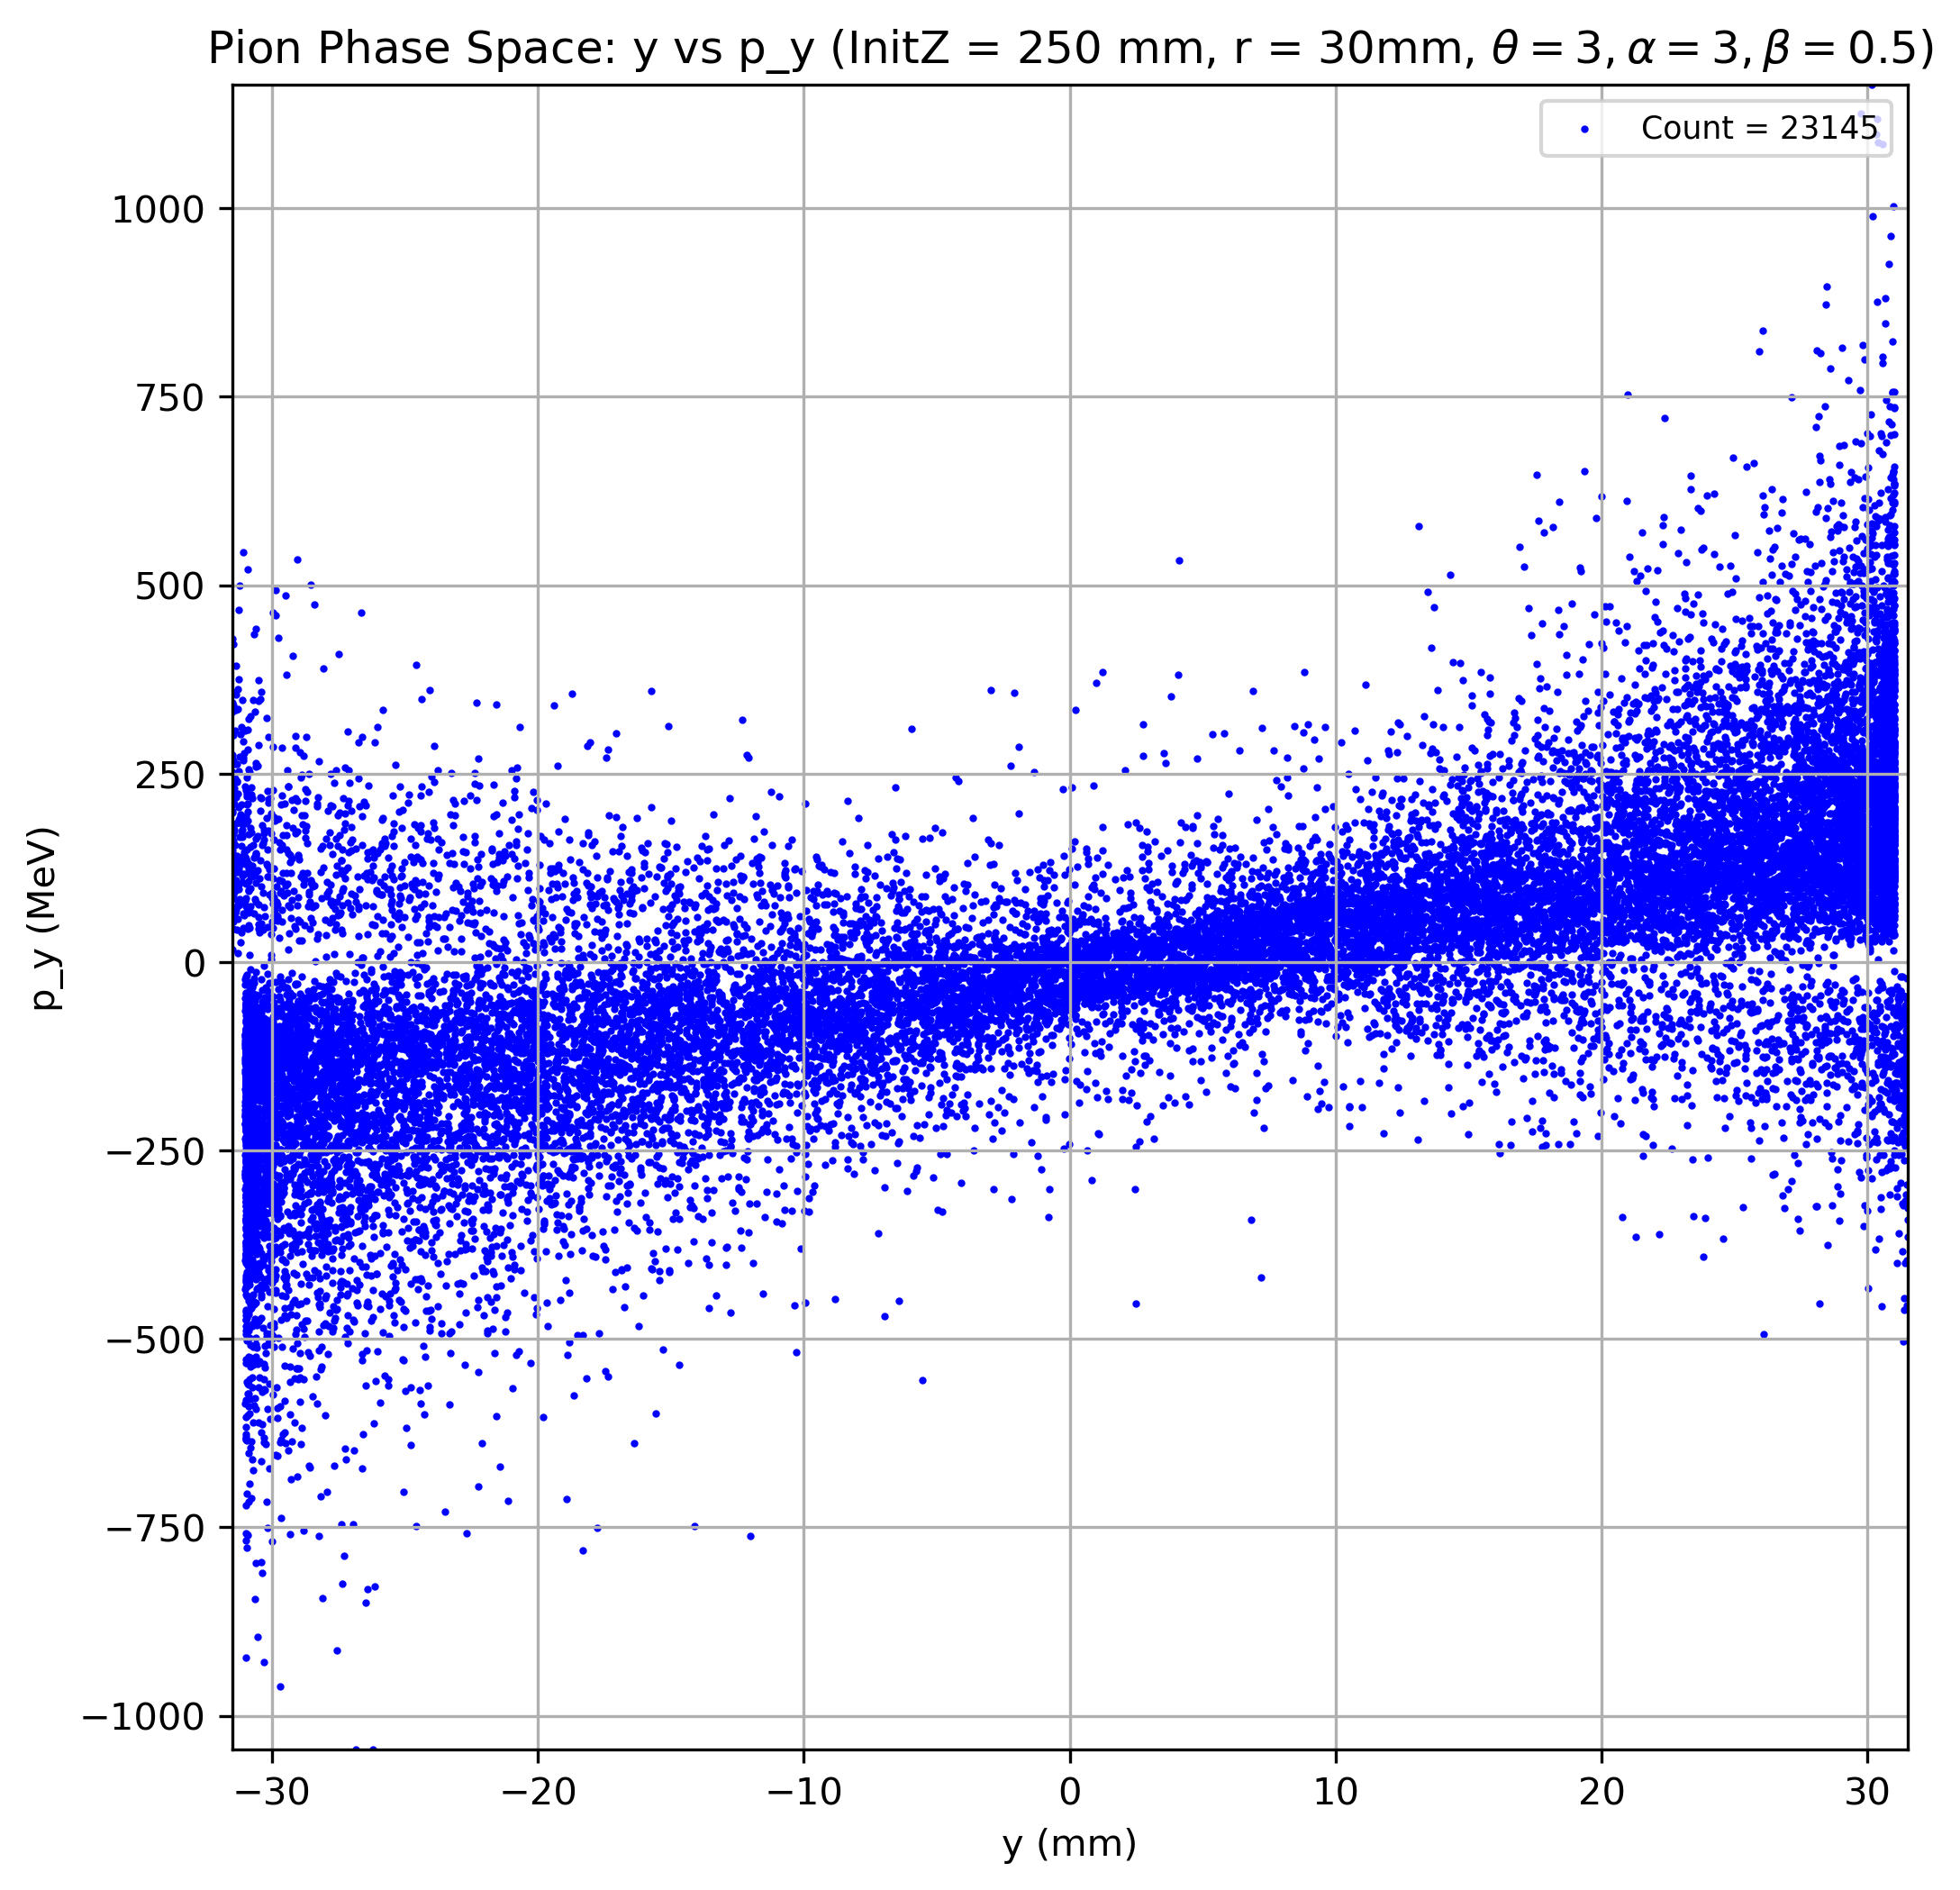 Pion Phase Space: y vs p_y (InitZ = 250 mm, r = 30mm, θ = 3, α = 3, β = 0.5)
Count = 23145
1000
750
500
250
0
−250
−500
−750
−1000
p_y (MeV)
−30 −20 −10 0 10 20 30
y (mm)